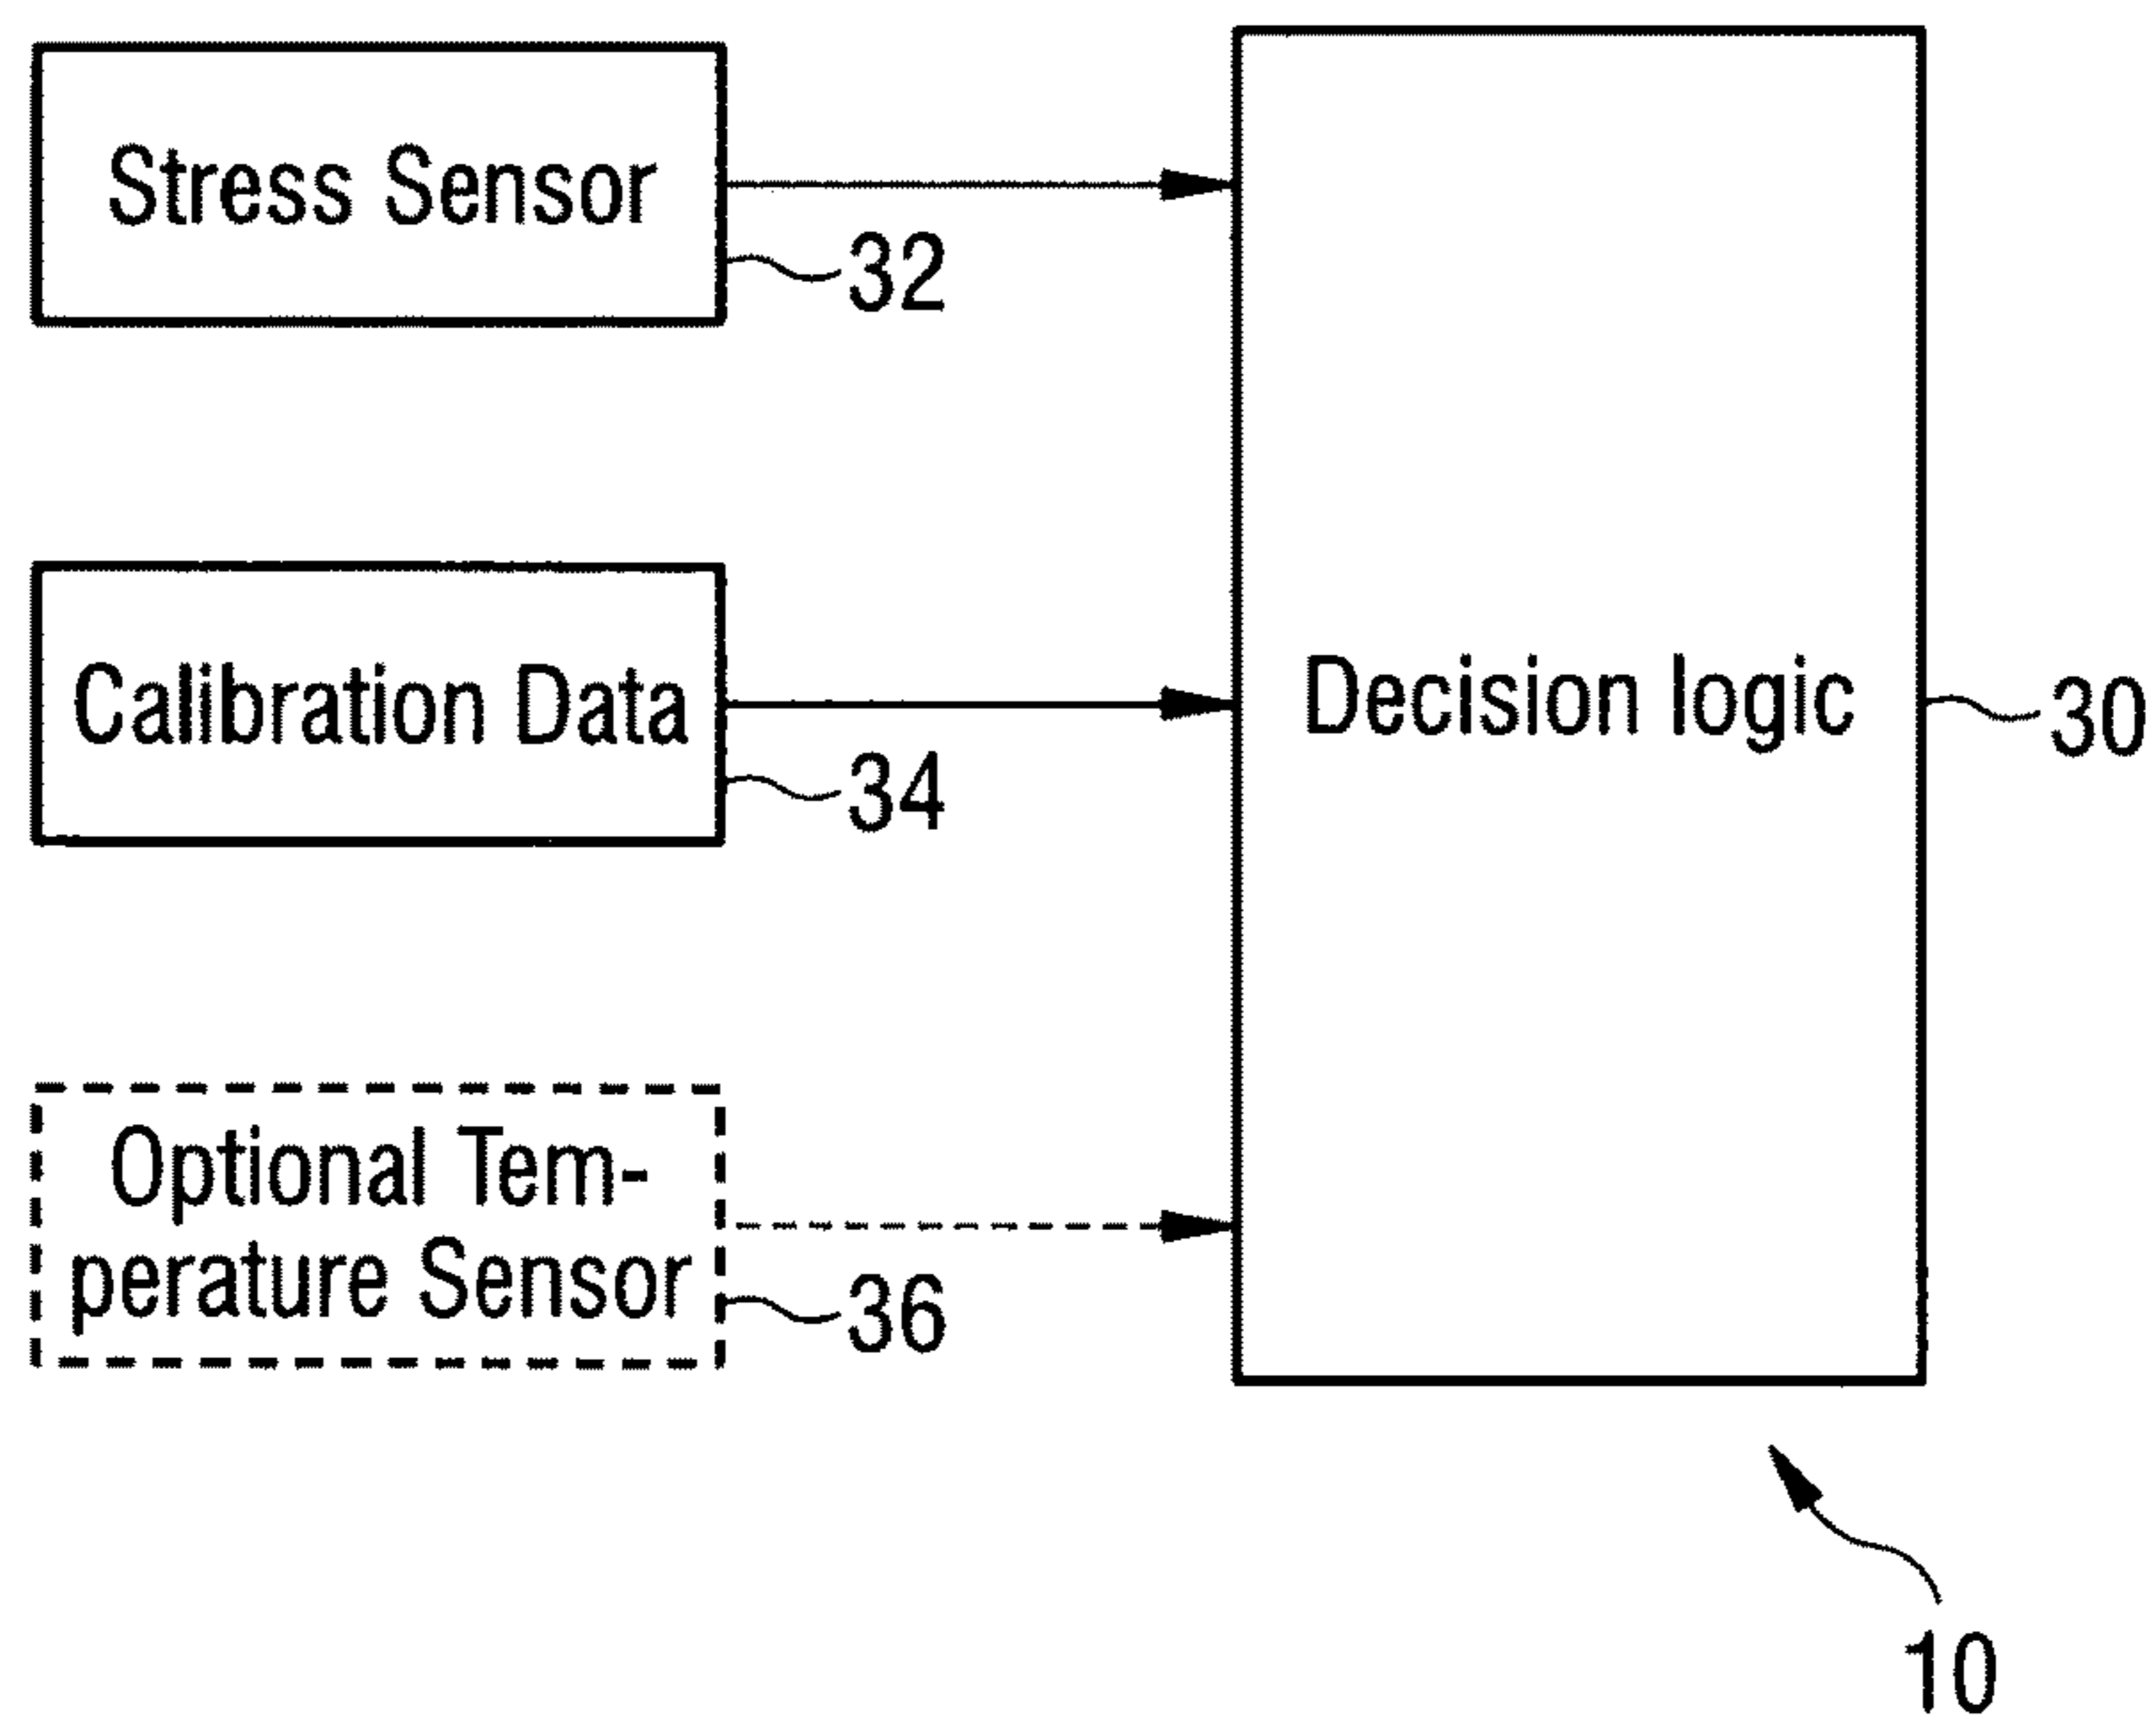 Stress Sensor
32
Calibration Data
34
Decision logic
30
Optional Tem-
perature Sensor
36
10